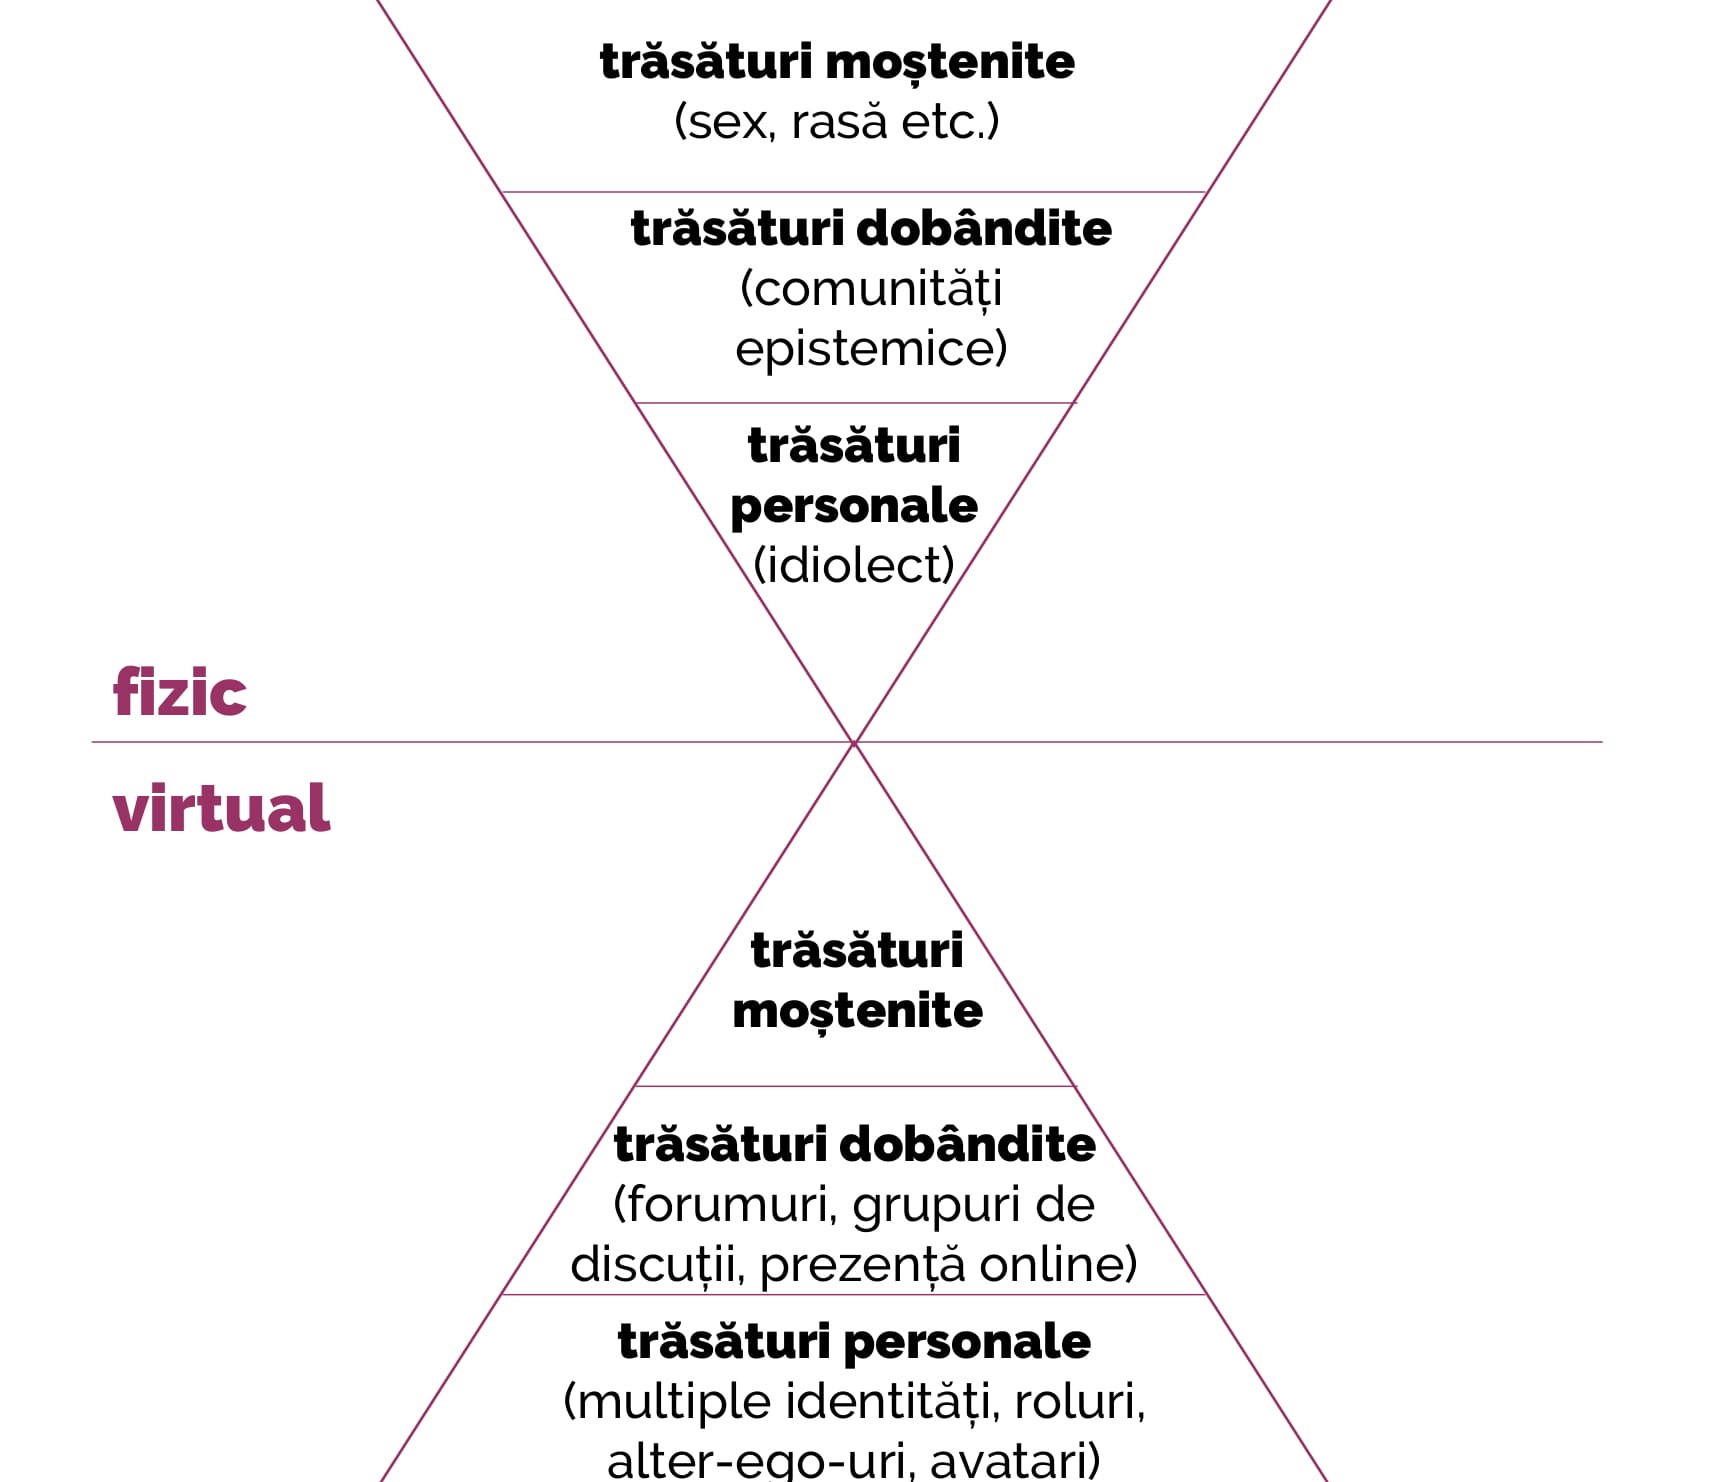 trăsături moștenite
(sex, rasă etc.)
trăsături dobândite
(comunități
epistemice)
trăsături
personale
(idiolect)
fizic
virtual
trăsături
moștenite
trăsături dobândite
(forumuri, grupuri de
discuții, prezență online)
trăsături personale
(multiple identități, roluri,
alter-ego-uri, avatari)